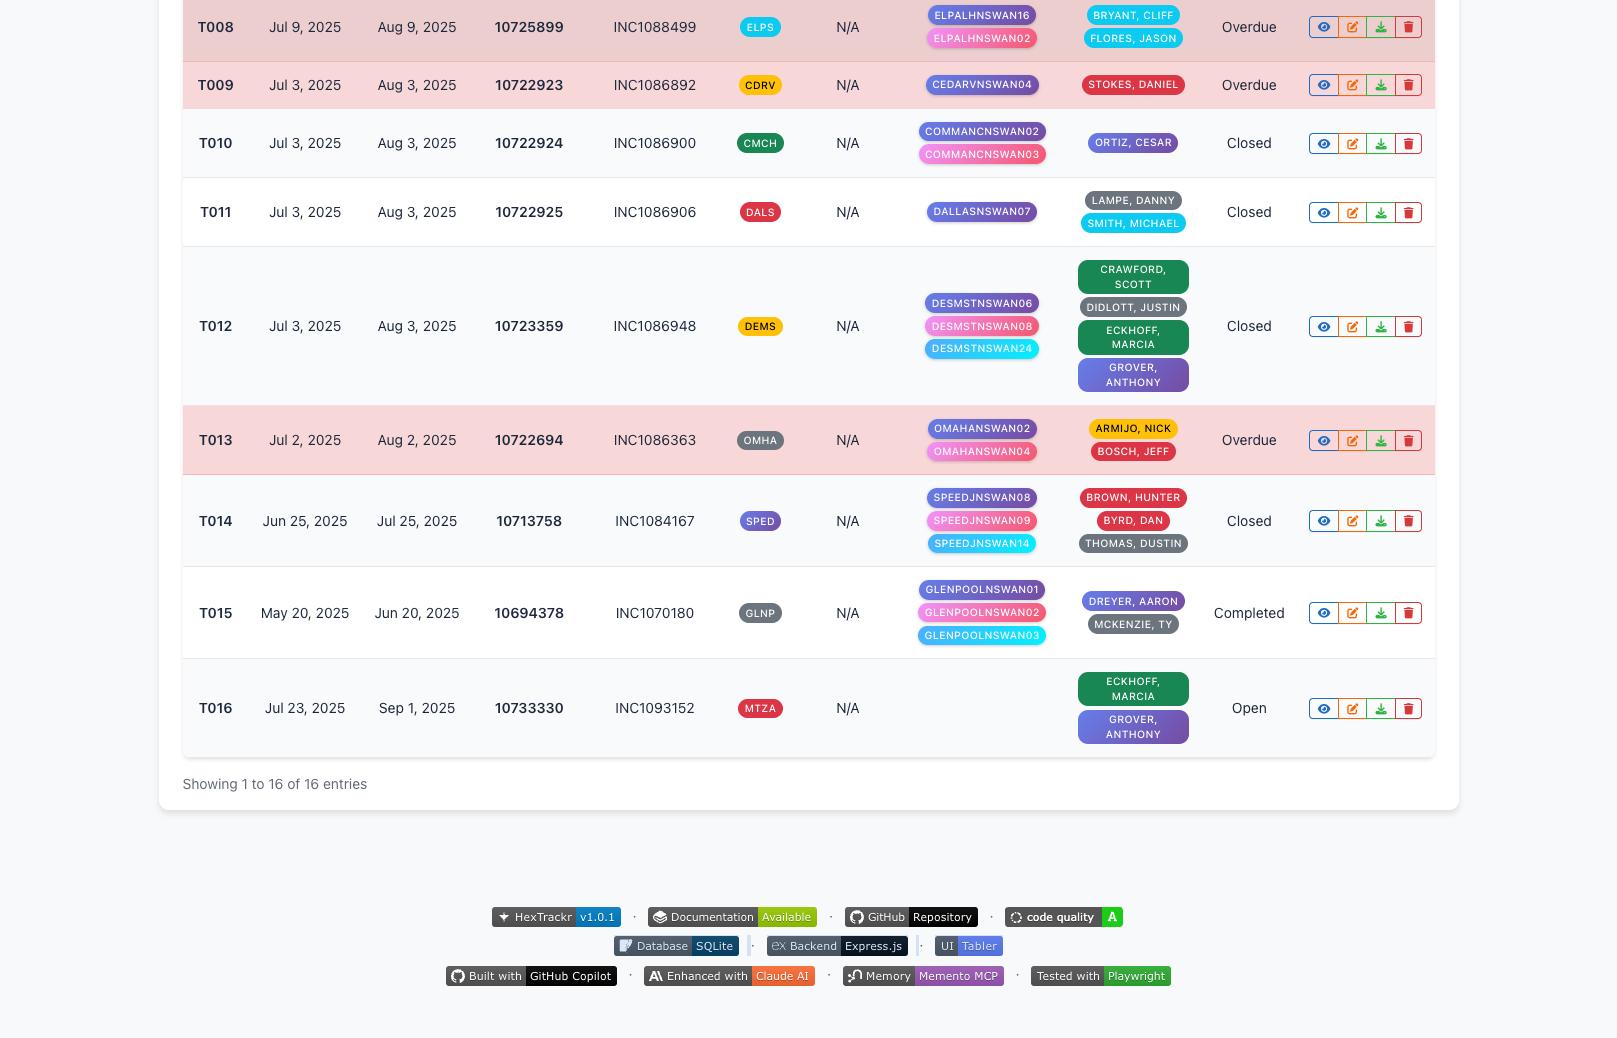 T008 Jul 9, 2025 Aug 9, 2025 10725899 INC1088499 ELPS N/A ELPALHNSWAN16 ELPALHNSWAN02 BRYANT, CLIFF FLORES, JASON Overdue
T009 Jul 3, 2025 Aug 3, 2025 10722923 INC1086892 CDRV N/A CEDARVNSWAN04 STOKES, DANIEL Overdue
T010 Jul 3, 2025 Aug 3, 2025 10722924 INC1086900 CMCH N/A COMMANCNSWAN02 COMMANCNSWAN03 ORTIZ, CESAR Closed
T011 Jul 3, 2025 Aug 3, 2025 10722925 INC1086906 DALS N/A DALLASNSWAN07 LAMPE, DANNY SMITH, MICHAEL Closed
T012 Jul 3, 2025 Aug 3, 2025 10723359 INC1086948 DEMS N/A DESMSTNSWAN06 DESMSTNSWAN08 DESMSTNSWAN24 CRAWFORD, SCOTT DIDLOTT, JUSTIN ECKHOFF, MARCIA GROVER, ANTHONY Closed
T013 Jul 2, 2025 Aug 2, 2025 10722694 INC1086363 OMHA N/A OMAHANSWAN02 OMAHANSWAN04 ARMIJO, NICK BOSCH, JEFF Overdue
T014 Jun 25, 2025 Jul 25, 2025 10713758 INC1084167 SPED N/A SPEEDJNSWAN08 SPEEDJNSWAN09 SPEEDJNSWAN14 BROWN, HUNTER BYRD, DAN THOMAS, DUSTIN Closed
T015 May 20, 2025 Jun 20, 2025 10694378 INC1070180 GLNP N/A GLENPOOLNSWAN01 GLENPOOLNSWAN02 GLENPOOLNSWAN03 DREYER, AARON MCKENZIE, TY Completed
T016 Jul 23, 2025 Sep 1, 2025 10733330 INC1093152 MTZA N/A ECKHOFF, MARCIA GROVER, ANTHONY Open
Showing 1 to 16 of 16 entries
HexTrackr v1.0.1 · Documentation Available · GitHub Repository · code quality A
Database SQLite · ex Backend Express.js · UI Tabler
Built with GitHub Copilot · Enhanced with Claude AI · Memory Memento MCP · Tested with Playwright